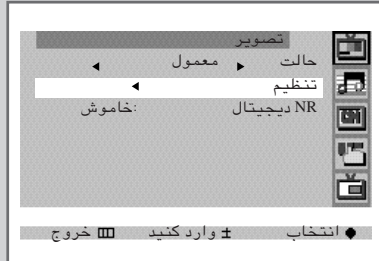 تصویر
حالت ▶ معمول ◀
تنظیم ◀
NR دیجیتال :خاموش
انتخاب ± وارد کنید خروج